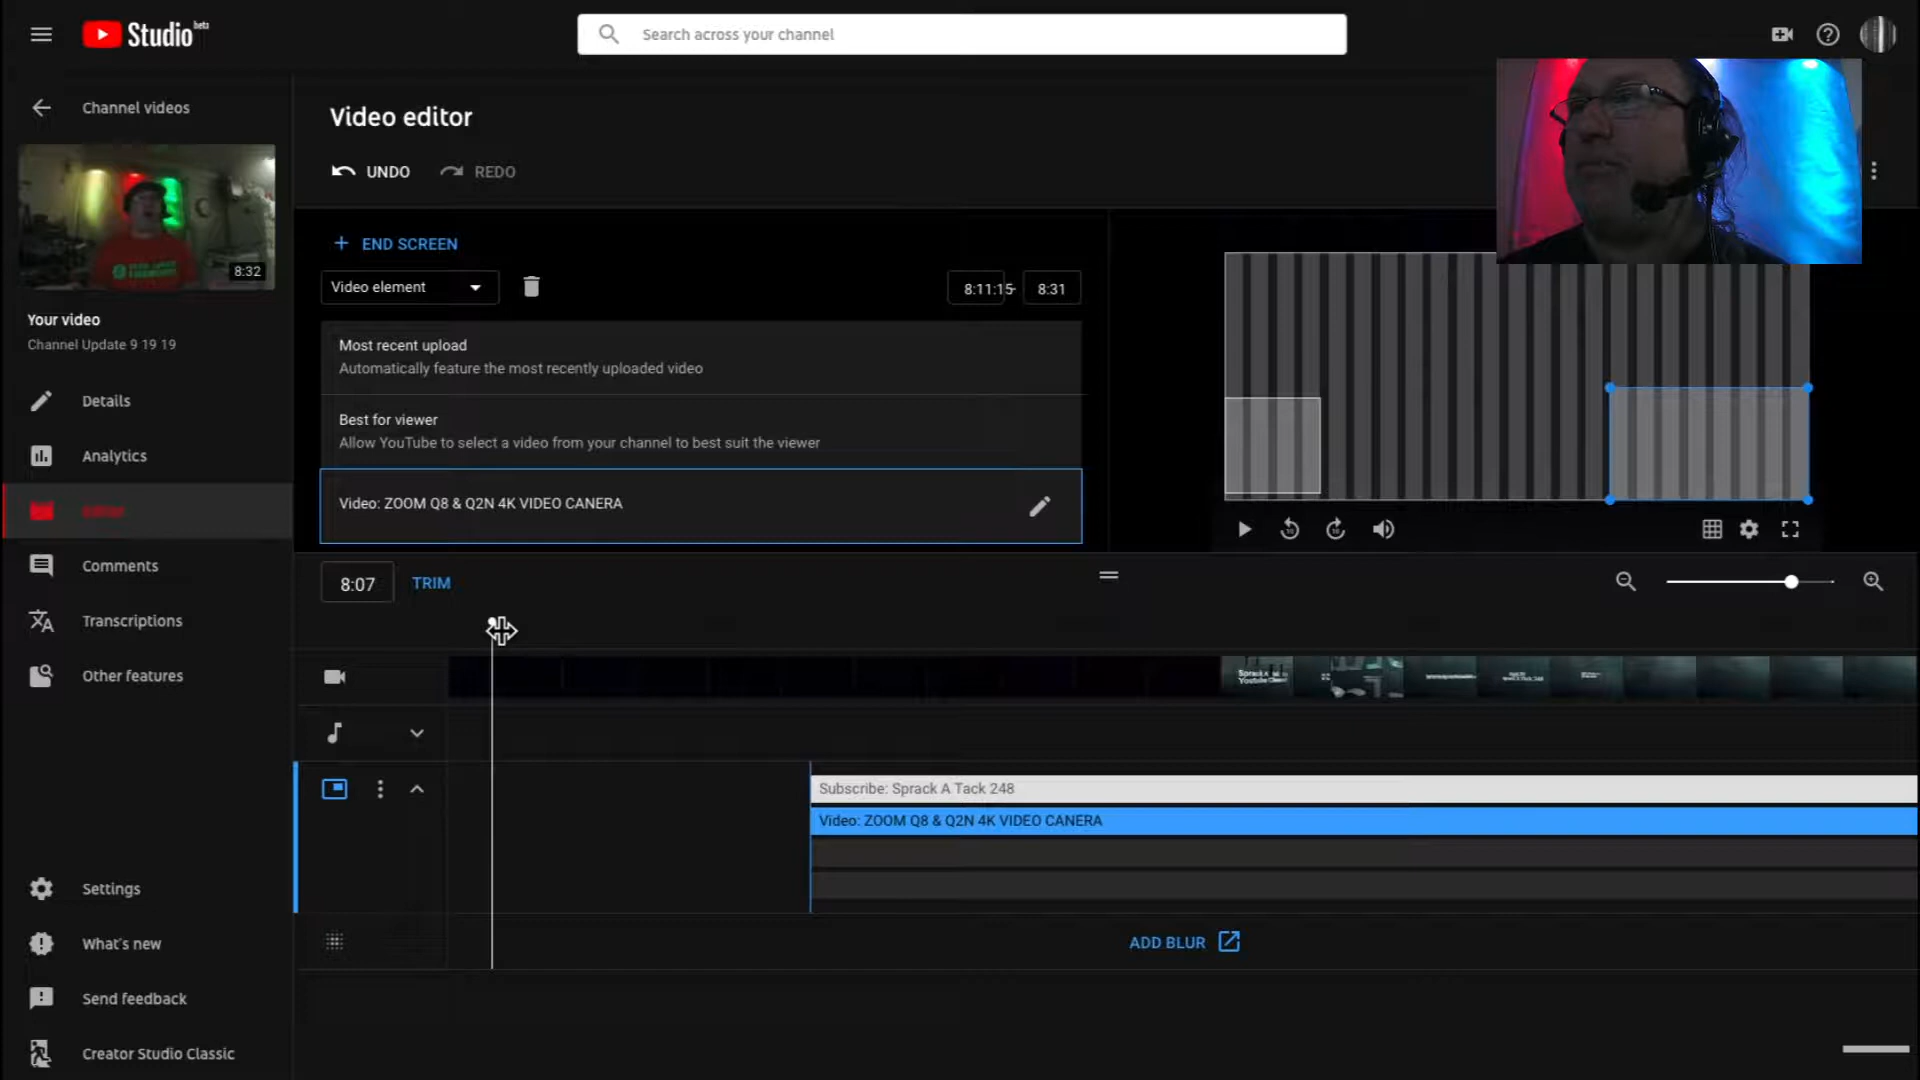 Studio beta
Search across your channel
Channel videos
8:32
Your video
Channel Update 9 19 19
Details
Analytics
Editor
Comments
Transcriptions
Other features
Settings
What's new
Send feedback
Creator Studio Classic
Video editor
UNDO
REDO
+ END SCREEN
Video element
8:11:15 - 8:31
Most recent upload
Automatically feature the most recently uploaded video
Best for viewer
Allow YouTube to select a video from your channel to best suit the viewer
Video: ZOOM Q8 & Q2N 4K VIDEO CANERA
8:07
TRIM
Subscribe: Sprack A Tack 248
Video: ZOOM Q8 & Q2N 4K VIDEO CANERA
ADD BLUR